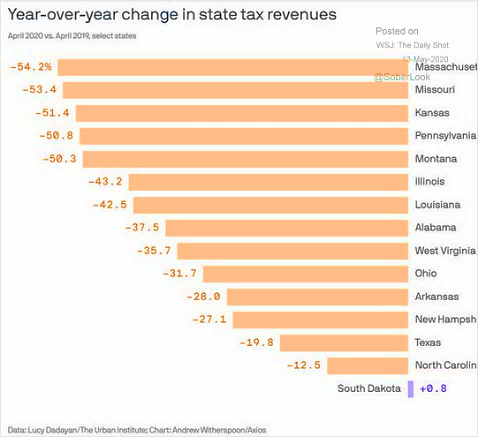 Year-over-year change in state tax revenues
April 2020 vs. April 2019, select states
Posted on
WSJ: The Daily Shot
13-May-2020
@SoberLook
-54.2% Massachuset
-53.4 Missouri
-51.4 Kansas
-50.8 Pennsylvania
-50.3 Montana
-43.2 Illinois
-42.5 Louisiana
-37.5 Alabama
-35.7 West Virginia
-31.7 Ohio
-28.0 Arkansas
-27.1 New Hampsh
-19.8 Texas
-12.5 North Carolin
South Dakota +0.8
Data: Lucy Dadayan/The Urban Institute; Chart: Andrew Witherspoon/Axios